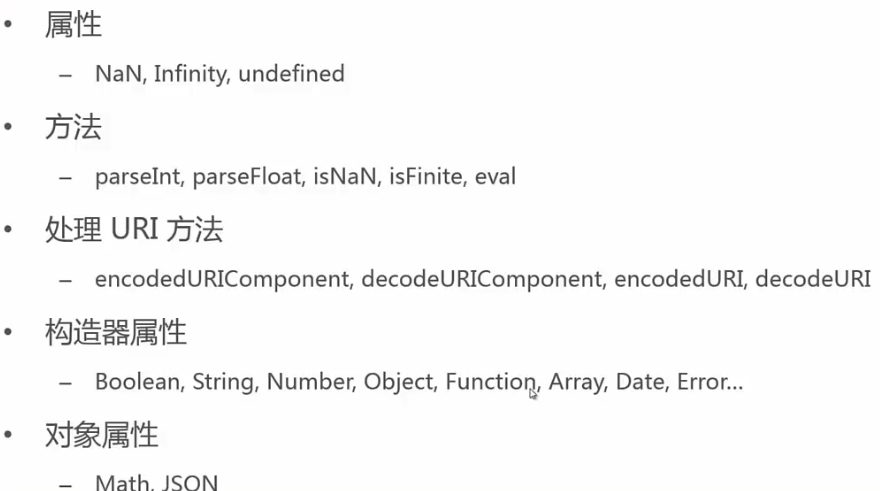 • 属性
– NaN, Infinity, undefined
• 方法
– parseInt, parseFloat, isNaN, isFinite, eval
• 处理 URI 方法
– encodedURIComponent, decodeURIComponent, encodedURI, decodeURI
• 构造器属性
– Boolean, String, Number, Object, Function, Array, Date, Error...
• 对象属性
– Math, JSON